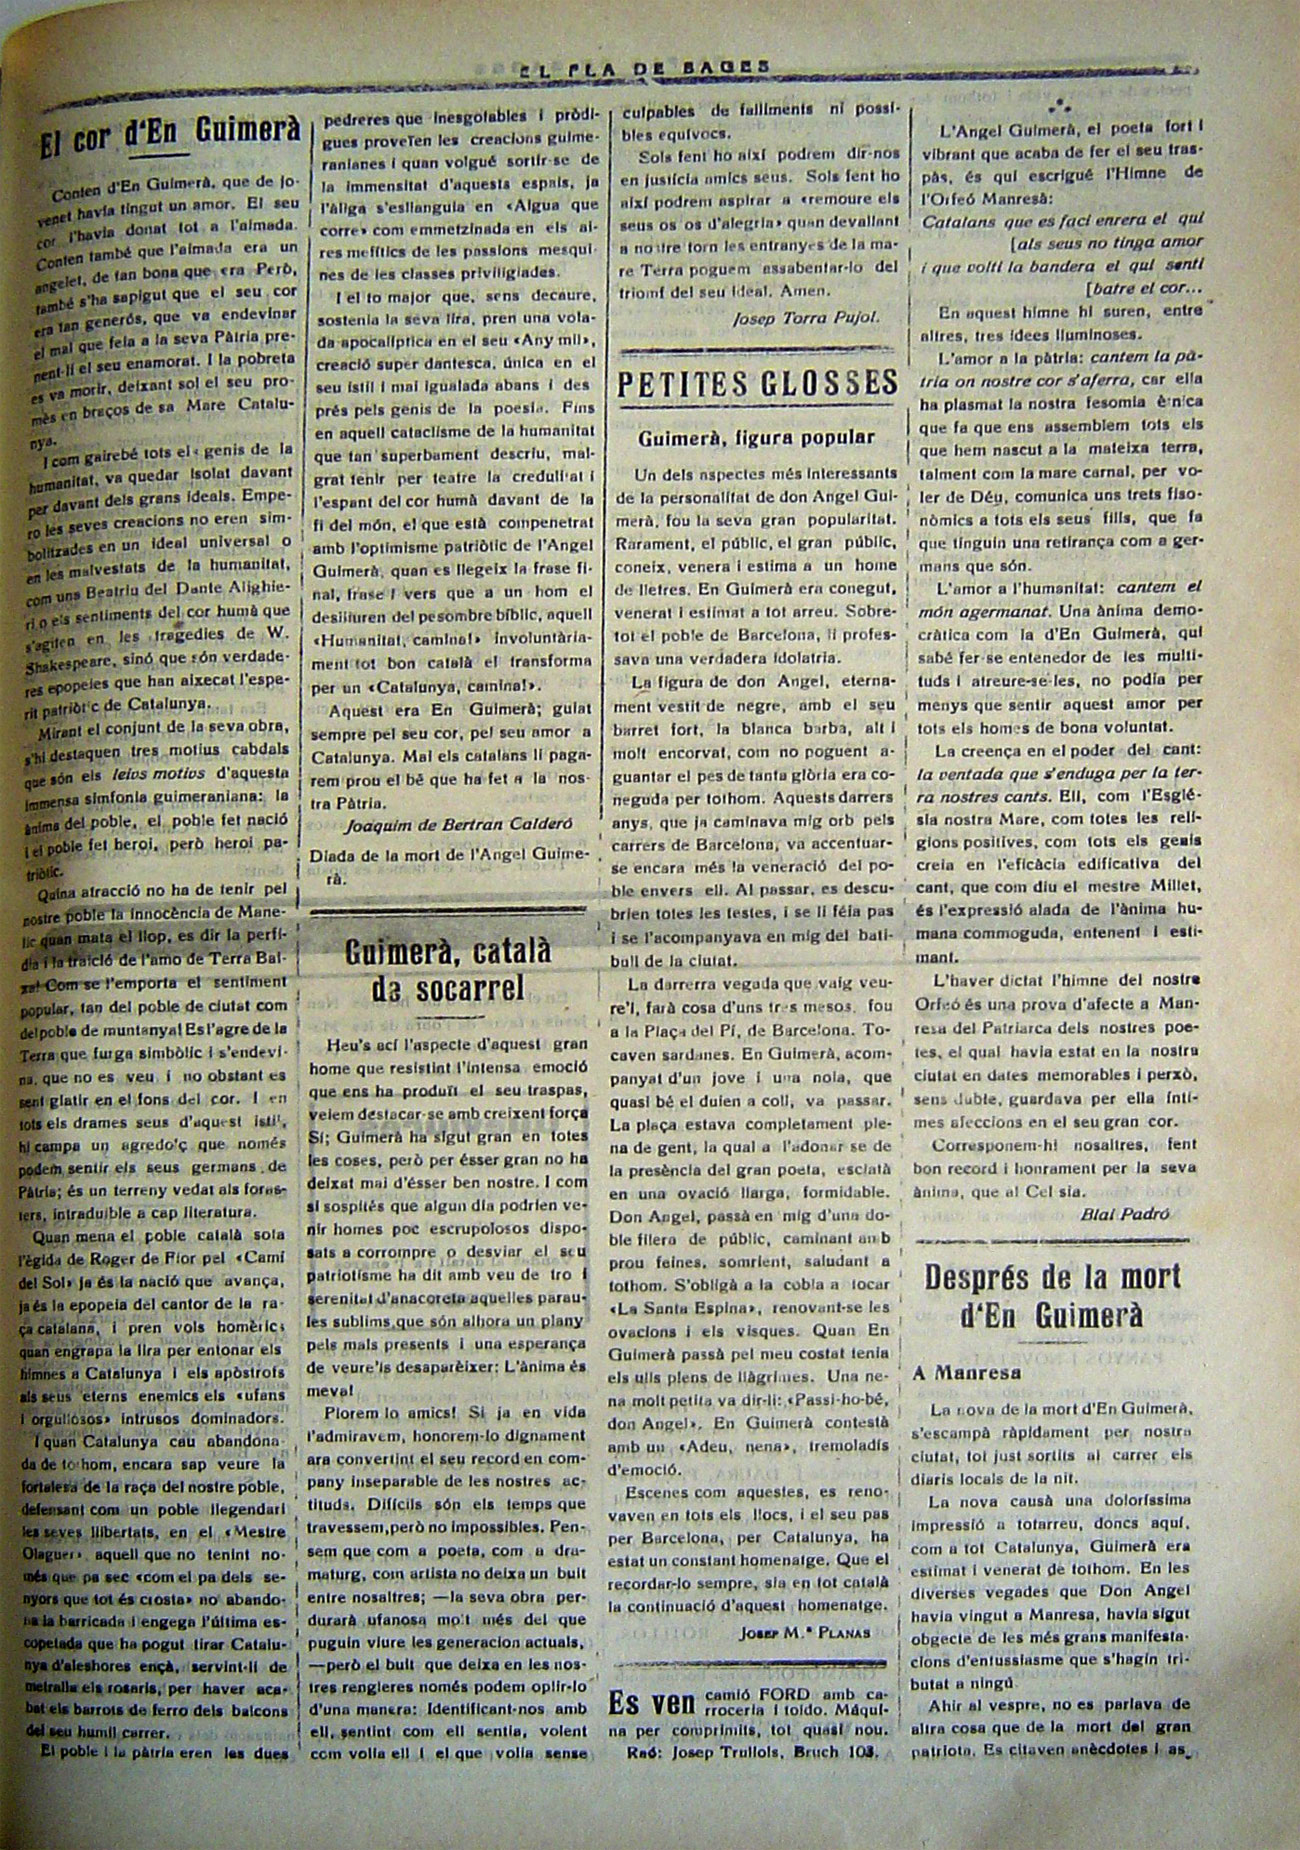 EL PLA DE BAGES
El cor d'En Guimerà
Conten d'En Guimerà, que de jo-
venet havia tingut un amor. El seu
cor l'havia donat tot a l'aimada.
Conten també que l'aimada era un
angelet, de tan bona que era Però,
també s'ha sapigut que el seu cor
era tan generós, que va endevinar
el mal que feia a la seva Pàtria pre-
nent-li el seu enamorat. I la pobreta
es va morir, deixant sol el seu pro-
més en braços de sa Mare Catalu-
nya.
I com gairebé tots els genis de la
humanitat, va quedar isolat davant
per davant dels grans ideals. Empe-
ro les seves creacions no eren sim-
bolitzades en un ideal universal o
en les malvestats de la humanitat,
com una Beatriu del Dante Alighie-
ri o els sentiments del cor humà que
s'agiten en les tragedies de W.
Shakespeare, sinó que són verdade-
res epopeies que han aixecat l'espe-
rit patriòtic de Catalunya.
Mirant el conjunt de la seva obra,
s'hi destaquen tres motius cabdals
que són els leivs motivs d'aquesta
immensa simfonia guimeraniana: la
ànima del poble, el poble fet nació
i el poble fet heroi, però heroi pa-
triòtic.
Quina atracció no ha de tenir pel
nostre poble la innocència de Mane-
lic quan mata el llop, es dir la perfí-
dia i la traició de l'amo de Terra Bai-
xa! Com se l'emporta el sentiment
popular, tan del poble de ciutat com
del poble de muntanya! Es l'agre de la
Terra que furga simbòlic i s'endevi-
na, que no es veu i no obstant es
sent glatir en el fons del cor. I en
tots els drames seus d'aquest istil,
hi campa un agredolç que només
podem sentir els seus germans de
Pàtria; és un terreny vedat als foras-
ters, intraduible a cap literatura.
Quan mena el poble català sota
l'ègida de Roger de Flor pel «Camí
del Sol» ja és la nació que avança,
ja és la epopeia del cantor de la ra-
ça catalana, i pren vols homèrics
quan engrapa la lira per entonar els
himnes a Catalunya i els apòstrofs
als seus eterns enemics els «ufans
i orgullosos» intrusos dominadors.
I quan Catalunya cau abandona-
da de tothom, encara sap veure la
fortalesa de la raça del nostre poble,
defensant com un poble llegendari
les seves llibertats, en el «Mestre
Olaguer» aquell que no tenint no-
més que pa sec «com el pa dels se-
nyors que tot és crosta» no abando-
na la barricada i engega l'última es-
copetada que ha pogut tirar Catalu-
nya d'aleshores ençà, servint-li de
metralla els rosaris, per haver aca-
bat els barrots de ferro dels balcons
del seu humil carrer.
El poble i la pàtria eren les dues
pedreres que inesgotables i pròdi-
gues proveïen les creacions guime-
ranianes i quan volgué sortir-se de
la immensitat d'aquests espais, ja
l'àliga s'esllanguia en «Aigua que
corre» com emmetzinada en els ai-
res mefítics de les passions mesqui-
nes de les classes priviligiades.
I el to major que, sens decaure,
sostenia la seva lira, pren una vola-
da apocaliptica en el seu «Any mil»,
creació super dantesca, única en el
seu istil i mai igualada abans i des
prés pels genis de la poesia. Fins
en aquell cataclisme de la humanitat
que tan superbament descriu, mal-
grat tenir per teatre la credulitat i
l'espant del cor humà davant de la
fi del món, el que està compenetrat
amb l'optimisme patriòtic de l'Angel
Guimerà, quan es llegeix la frase fi-
nal, frase i vers que a un hom el
deslliuren del pesombre bíblic, aquell
«Humanitat, camina!» involuntària-
ment tot bon català el transforma
per un «Catalunya, camina!».
Aquest era En Guimerà; guiat
sempre pel seu cor, pel seu amor a
Catalunya. Mai els catalans li paga-
rem prou el bé que ha fet a la nos-
tra Pàtria.
Joaquim de Bertran Calderó
Diada de la mort de l'Angel Guime-
rà.
Guimerà, català
de socarrel
Heu's ací l'aspecte d'aquest gran
home que resistint l'intensa emoció
que ens ha produït el seu traspas,
veiem destacar-se amb creixent força
Sí; Guimerà ha sigut gran en totes
les coses, però per ésser gran no ha
deixat mai d'ésser ben nostre. I com
si sospités que algun dia podrien ve-
nir homes poc escrupolosos dispo-
sats a corrompre o desviar el seu
patriotisme ha dit amb veu de tro i
serenitat d'anacoreta aquelles parau-
les sublims, que són alhora un plany
pels mals presents i una esperança
de veure'ls desaparèixer: L'ànima és
meva!
Plorem lo amics! Si ja en vida
l'admiravem, honorem-lo dignament
ara convertint el seu record en com-
pany inseparable de les nostres ac-
tituds. Difícils són els temps que
travessem, però no impossibles. Pen-
sem que com a poeta, com a dra-
maturg, com artista no deixa un buit
entre nosaltres; —la seva obra per-
durarà ufanosa molt més del que
puguin viure les generacion actuals,
—però el buit que deixa en les nos-
tres rengleres només podem oplir-lo
d'una manera: Identificant-nos amb
ell, sentint com ell sentia, volent
com volia ell i el que volia sense
culpables de falliments ni possi-
bles equívocs.
Sols fent ho així podrem dir-nos
en justícia amics seus. Sols fent ho
així podrem aspirar a «remoure els
seus os os d'alegria» quan devallant
a nostre torn les entranyes de la ma-
re Terra poguem assabentar-lo del
triomf del seu ideal. Amen.
Josep Torra Pujol.
PETITES GLOSSES
Guimerà, figura popular
Un dels aspectes més interessants
de la personalitat de don Angel Gui-
merà, fou la seva gran popularitat.
Rarament, el públic, el gran públic,
coneix, venera i estima a un home
de lletres. En Guimerà era conegut,
venerat i estimat a tot arreu. Sobre-
tot el poble de Barcelona, li profes-
sava una verdadera idolatria.
La figura de don Angel, eterna-
ment vestit de negre, amb el seu
barret fort, la blanca barba, alt i
molt encorvat, com no poguent a-
guantar el pes de tanta glòria era co-
neguda per tothom. Aquests darrers
anys, que ja caminava mig orb pels
carrers de Barcelona, va accentuar-
se encara més la veneració del po-
ble envers ell. Al passar, es descu-
brien totes les testes, i se li féia pas
i se l'acompanyava en mig del bati-
bull de la ciutat.
La darrerra vegada que vaig veu-
re'l, farà cosa d'uns tres mesos, fou
a la Plaça del Pi, de Barcelona. To-
caven sardanes. En Guimerà, acom-
panyat d'un jove i una noia, que
quasi bé el duien a coll, va passar.
La plaça estava completament ple-
na de gent, la qual a l'adonar se de
la presència del gran poeta, esclatà
en una ovació llarga, formidable.
Don Angel, passà en mig d'una do-
ble filera de públic, caminant amb
prou feines, somrient, saludant a
tothom. S'obligà a la cobla a tocar
«La Santa Espina», renovant-se les
ovacions i els visques. Quan En
Guimerà passà pel meu costat tenia
els ulls plens de llàgrimes. Una ne-
na molt petita va dir-li: «Passi-ho-bé,
don Angel». En Guimerà contestà
amb un «Adeu, nena», tremoladis
d'emoció.
Escenes com aquestes, es reno-
vaven en tots els llocs, i el seu pas
per Barcelona, per Catalunya, ha
estat un constant homenatge. Que el
recordar-lo sempre, sia en tot català
la continuació d'aquest homenatge.
Josep M.ª Planas
Es ven camió FORD amb ca-
rroceria i toldo. Máqui-
na per comprimits, tot quasi nou.
Raó: Josep Trullols, Bruch 103.
L'Angel Guimerà, el poeta fort i
vibrant que acaba de fer el seu tras-
pàs, és qui escrigué l'Himne de
l'Orfeó Manresà:
Catalans que es faci enrera el qui
[als seus no tinga amor
i que volti la bandera el qui senti
[batre el cor...
En aquest himne hi suren, entre
altres, tres idees lluminoses.
L'amor a la pàtria: cantem la pà-
tria on nostre cor s'aferra, car ella
ha plasmat la nostra fesomia ètnica
que fa que ens assemblem tots els
que hem nascut a la mateixa terra,
talment com la mare carnal, per vo-
ler de Déu, comunica uns trets fiso-
nòmics a tots els seus fills, que fa
que tinguin una retirança com a ger-
mans que són.
L'amor a l'humanitat: cantem el
món agermanat. Una ànima demo-
cràtica com la d'En Guimerà, qui
sabé fer-se entenedor de les multi-
tuds i atreure-se-les, no podia per
menys que sentir aquest amor per
tots els homes de bona voluntat.
La creença en el poder del cant:
la ventada que s'enduga per la ter-
ra nostres cants. Ell, com l'Esglé-
sia nostra Mare, com totes les reli-
gions positives, com tots els genis
creia en l'eficàcia edificativa del
cant, que com diu el mestre Millet,
és l'expressió alada de l'ànima hu-
mana commoguda, entenent i esti-
mant.
L'haver dictat l'himne del nostre
Orfeó és una prova d'afecte a Man-
resa del Patriarca dels nostres poe-
tes, el qual havia estat en la nostra
ciutat en dates memorables i perxò,
sens dubte, guardava per ella ínti-
mes afeccions en el seu gran cor.
Corresponem-hi nosaltres, fent
bon record i honrament per la seva
ànima, que al Cel sia.
Blai Padró
Després de la mort
d'En Guimerà
A Manresa
La nova de la mort d'En Guimerà,
s'escampà ràpidament per nostra
ciutat, tot just sortits al carrer els
diaris locals de la nit.
La nova causà una doloríssima
impressió a totarreu, doncs aquí,
com a tot Catalunya, Guimerà era
estimat i venerat de tothom. En les
diverses vegades que Don Angel
havia vingut a Manresa, havia sigut
obgecte de les més grans manifesta-
cions d'entussiasme que s'hagin tri-
butat a ningú.
Ahir al vespre, no es parlava de
altra cosa que de la mort del gran
patriota. Es citaven anècdotes i as-